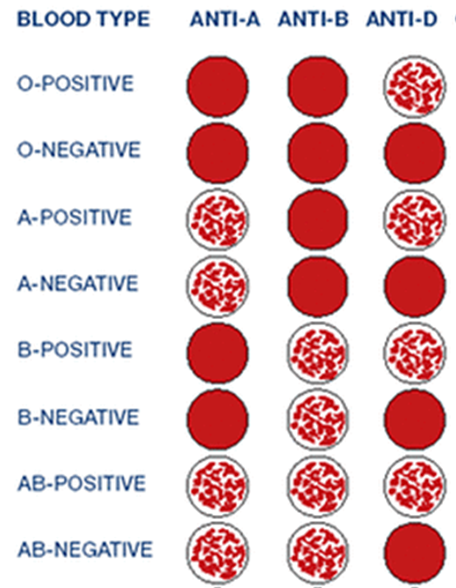 BLOOD TYPE ANTI-A ANTI-B ANTI-D
O-POSITIVE
O-NEGATIVE
A-POSITIVE
A-NEGATIVE
B-POSITIVE
B-NEGATIVE
AB-POSITIVE
AB-NEGATIVE